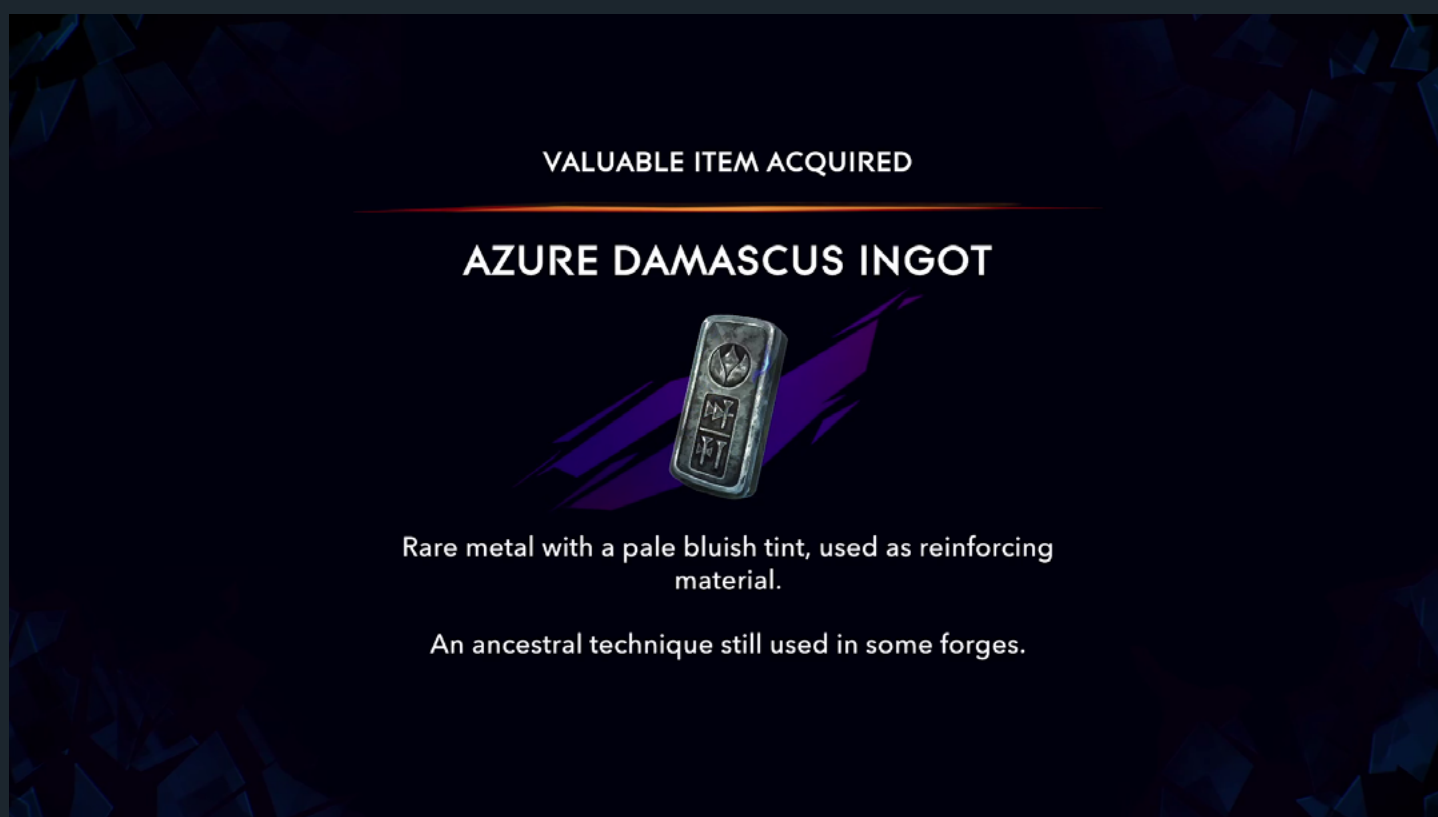 VALUABLE ITEM ACQUIRED
AZURE DAMASCUS INGOT
Rare metal with a pale bluish tint, used as reinforcing
material.
An ancestral technique still used in some forges.